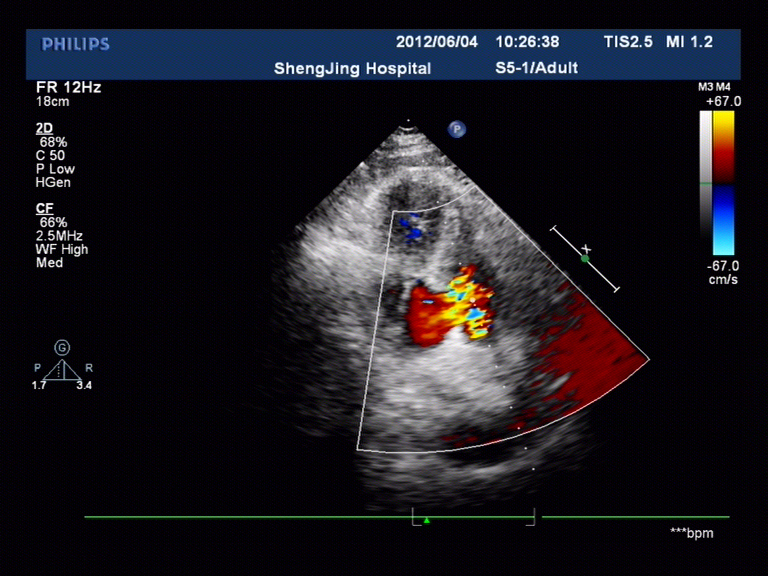 PHILIPS
2012/06/04 10:26:38 TIS2.5 MI 1.2
ShengJing Hospital S5-1/Adult
FR 12Hz
18cm
2D
68%
C 50
P Low
HGen
CF
66%
2.5MHz
WF High
Med
P
M3 M4
+67.0
-67.0
cm/s
X
G
P R
1.7 3.4
***bpm